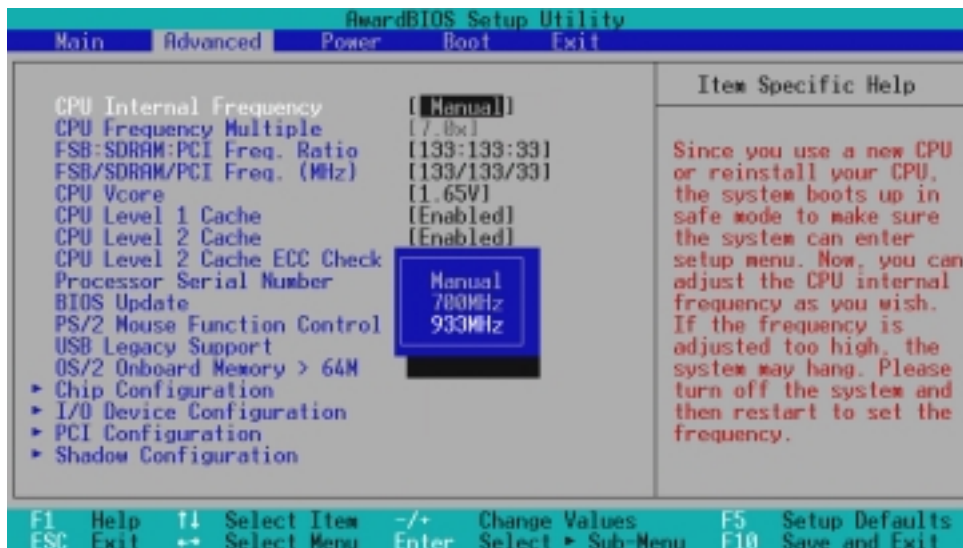 AwardBIOS Setup Utility
Main Advanced Power Boot Exit
Item Specific Help
CPU Internal Frequency [ Manual]
CPU Frequency Multiple [7.0x]
FSB:SDRAM:PCI Freq. Ratio [133:133:33]
FSB/SDRAM/PCI Freq. (MHz) [133/133/33]
CPU Vcore [1.65V]
CPU Level 1 Cache [Enabled]
CPU Level 2 Cache [Enabled]
CPU Level 2 Cache ECC Check
Processor Serial Number
BIOS Update
PS/2 Mouse Function Control
USB Legacy Support
OS/2 Onboard Memory > 64M
► Chip Configuration
► I/O Device Configuration
► PCI Configuration
► Shadow Configuration
Manual
700MHz
933MHz
Since you use a new CPU
or reinstall your CPU,
the system boots up in
safe mode to make sure
the system can enter
setup menu. Now, you can
adjust the CPU internal
frequency as you wish.
If the frequency is
adjusted too high, the
system may hang. Please
turn off the system and
then restart to set the
frequency.
F1 Help ↑↓ Select Item -/+ Change Values F5 Setup Defaults
ESC Exit ←→ Select Menu Enter Select ► Sub-Menu F10 Save and Exit